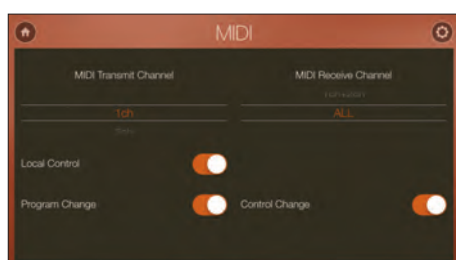 MIDI
MIDI Transmit Channel
MIDI Receive Channel
1ch
ALL
Local Control
Program Change
Control Change